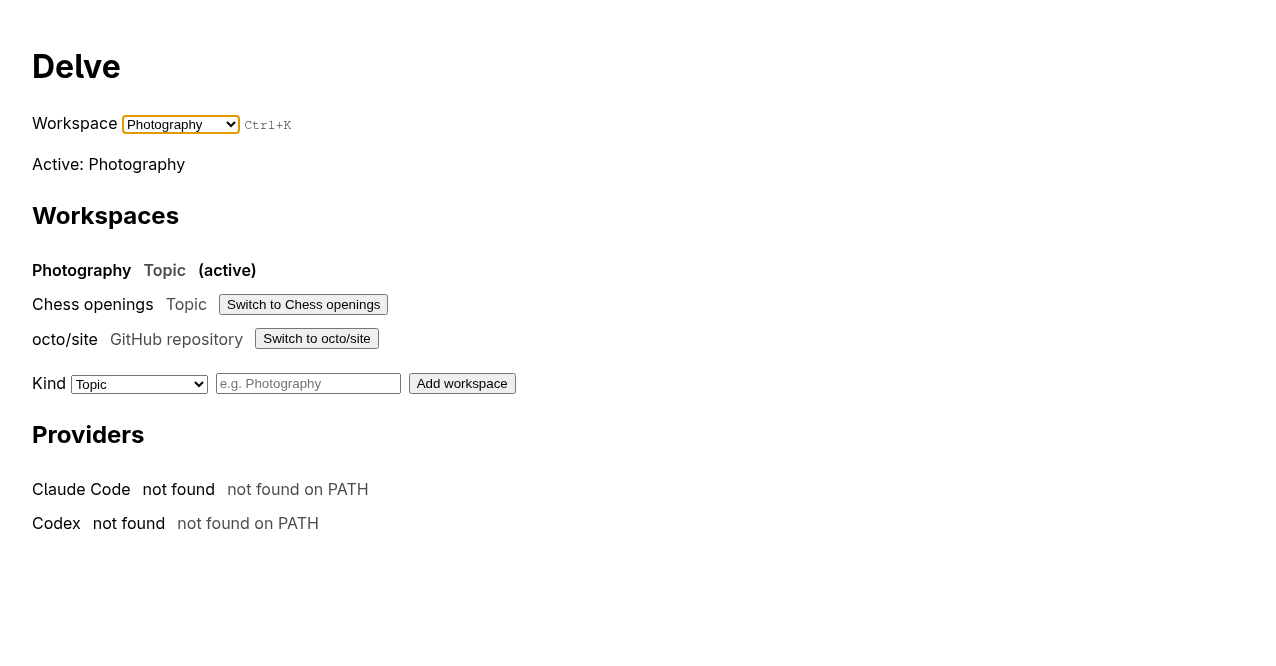 Delve
Workspace Photography Ctrl+K
Active: Photography
Workspaces
Photography Topic (active)
Chess openings Topic Switch to Chess openings
octo/site GitHub repository Switch to octo/site
Kind Topic e.g. Photography Add workspace
Providers
Claude Code not found not found on PATH
Codex not found not found on PATH